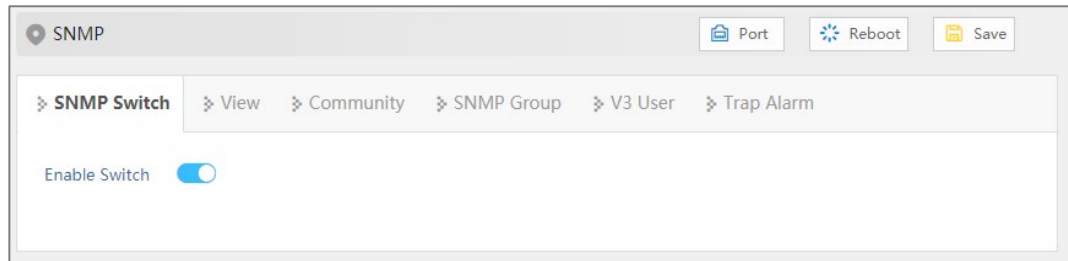 SNMP Port Reboot Save
SNMP Switch View Community SNMP Group V3 User Trap Alarm
Enable Switch